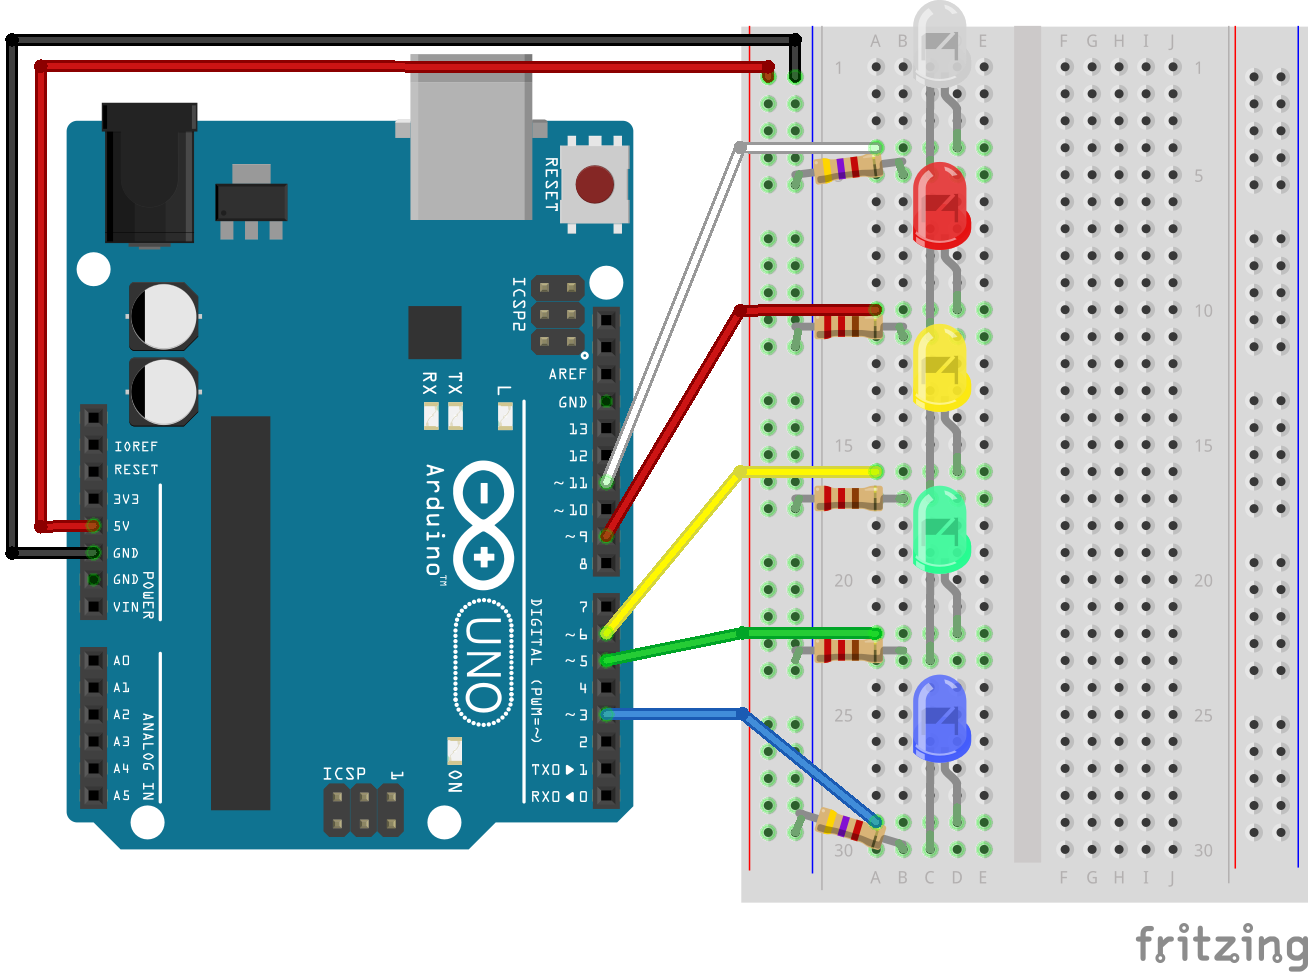 A B E F G H I J
1 1
5 5
10 10
15 15
20 20
25 25
30 30
A B C D E F G H I J
RESET
ICSP2
AREF
GND
13
12
~11
~10
~9
8
7
~6
~5
4
~3
2
TX0▶1
RX0◀0
DIGITAL (PWM=~)
RX TX L
Arduino™
UNO
IOREF
RESET
3V3
5V
GND
GND
VIN
POWER
A0
A1
A2
A3
A4
A5
ANALOG IN
ICSP 1
ON
fritzing